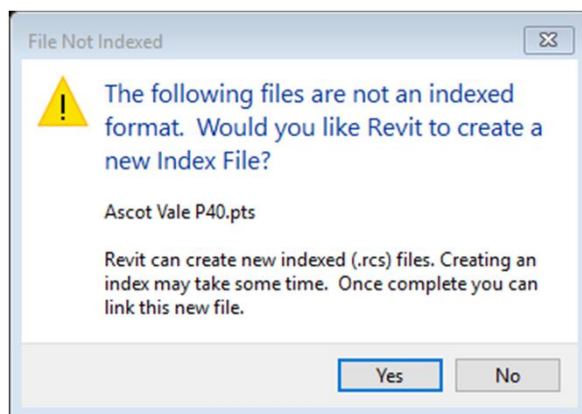 File Not Indexed
The following files are not an indexed
format.  Would you like Revit to create a
new Index File?
Ascot Vale P40.pts
Revit can create new indexed (.rcs) files. Creating an
index may take some time.  Once complete you can
link this new file.
Yes
No